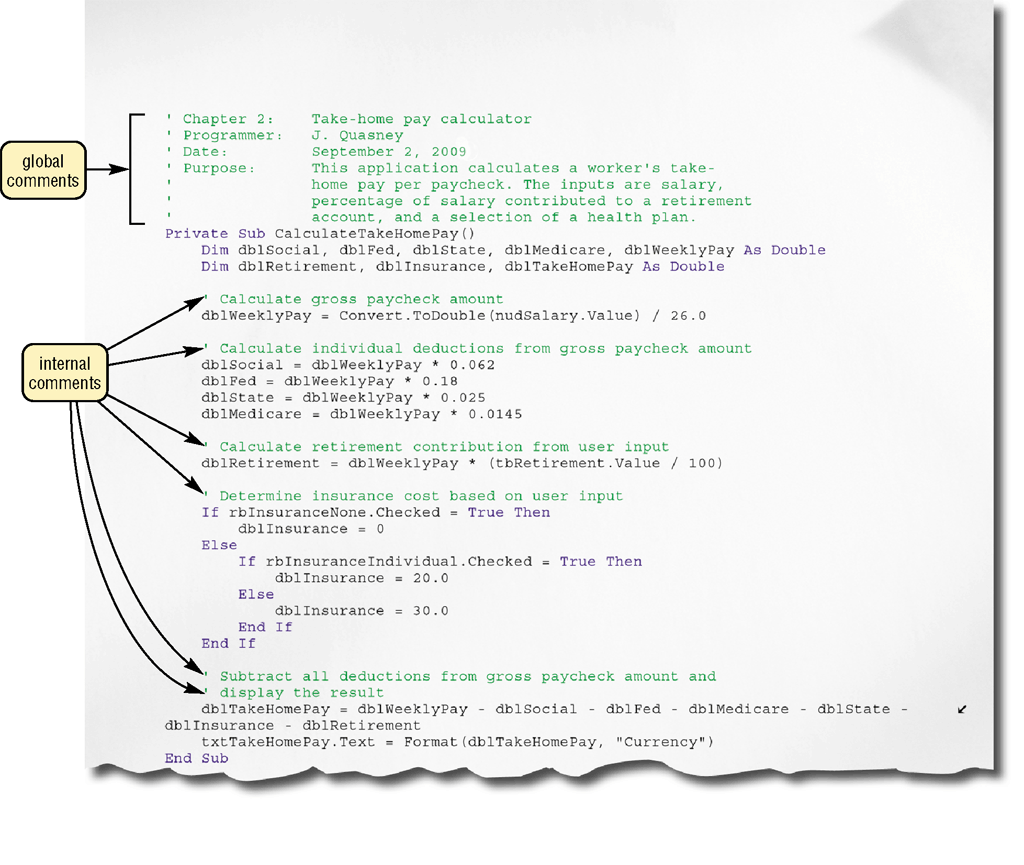 ' Chapter 2:    Take-home pay calculator
' Programmer:   J. Quasney
' Date:         September 2, 2009
' Purpose:      This application calculates a worker's take-
'               home pay per paycheck. The inputs are salary,
'               percentage of salary contributed to a retirement
'               account, and a selection of a health plan.
global
comments
Private Sub CalculateTakeHomePay()
    Dim dblSocial, dblFed, dblState, dblMedicare, dblWeeklyPay As Double
    Dim dblRetirement, dblInsurance, dblTakeHomePay As Double
    ' Calculate gross paycheck amount
    dblWeeklyPay = Convert.ToDouble(nudSalary.Value) / 26.0
internal
comments
    ' Calculate individual deductions from gross paycheck amount
    dblSocial = dblWeeklyPay * 0.062
    dblFed = dblWeeklyPay * 0.18
    dblState = dblWeeklyPay * 0.025
    dblMedicare = dblWeeklyPay * 0.0145
    ' Calculate retirement contribution from user input
    dblRetirement = dblWeeklyPay * (tbRetirement.Value / 100)
    ' Determine insurance cost based on user input
    If rbInsuranceNone.Checked = True Then
        dblInsurance = 0
    Else
        If rbInsuranceIndividual.Checked = True Then
            dblInsurance = 20.0
        Else
            dblInsurance = 30.0
        End If
    End If
    ' Subtract all deductions from gross paycheck amount and
    ' display the result
    dblTakeHomePay = dblWeeklyPay - dblSocial - dblFed - dblMedicare - dblState -
dblInsurance - dblRetirement
    txtTakeHomePay.Text = Format(dblTakeHomePay, "Currency")
End Sub